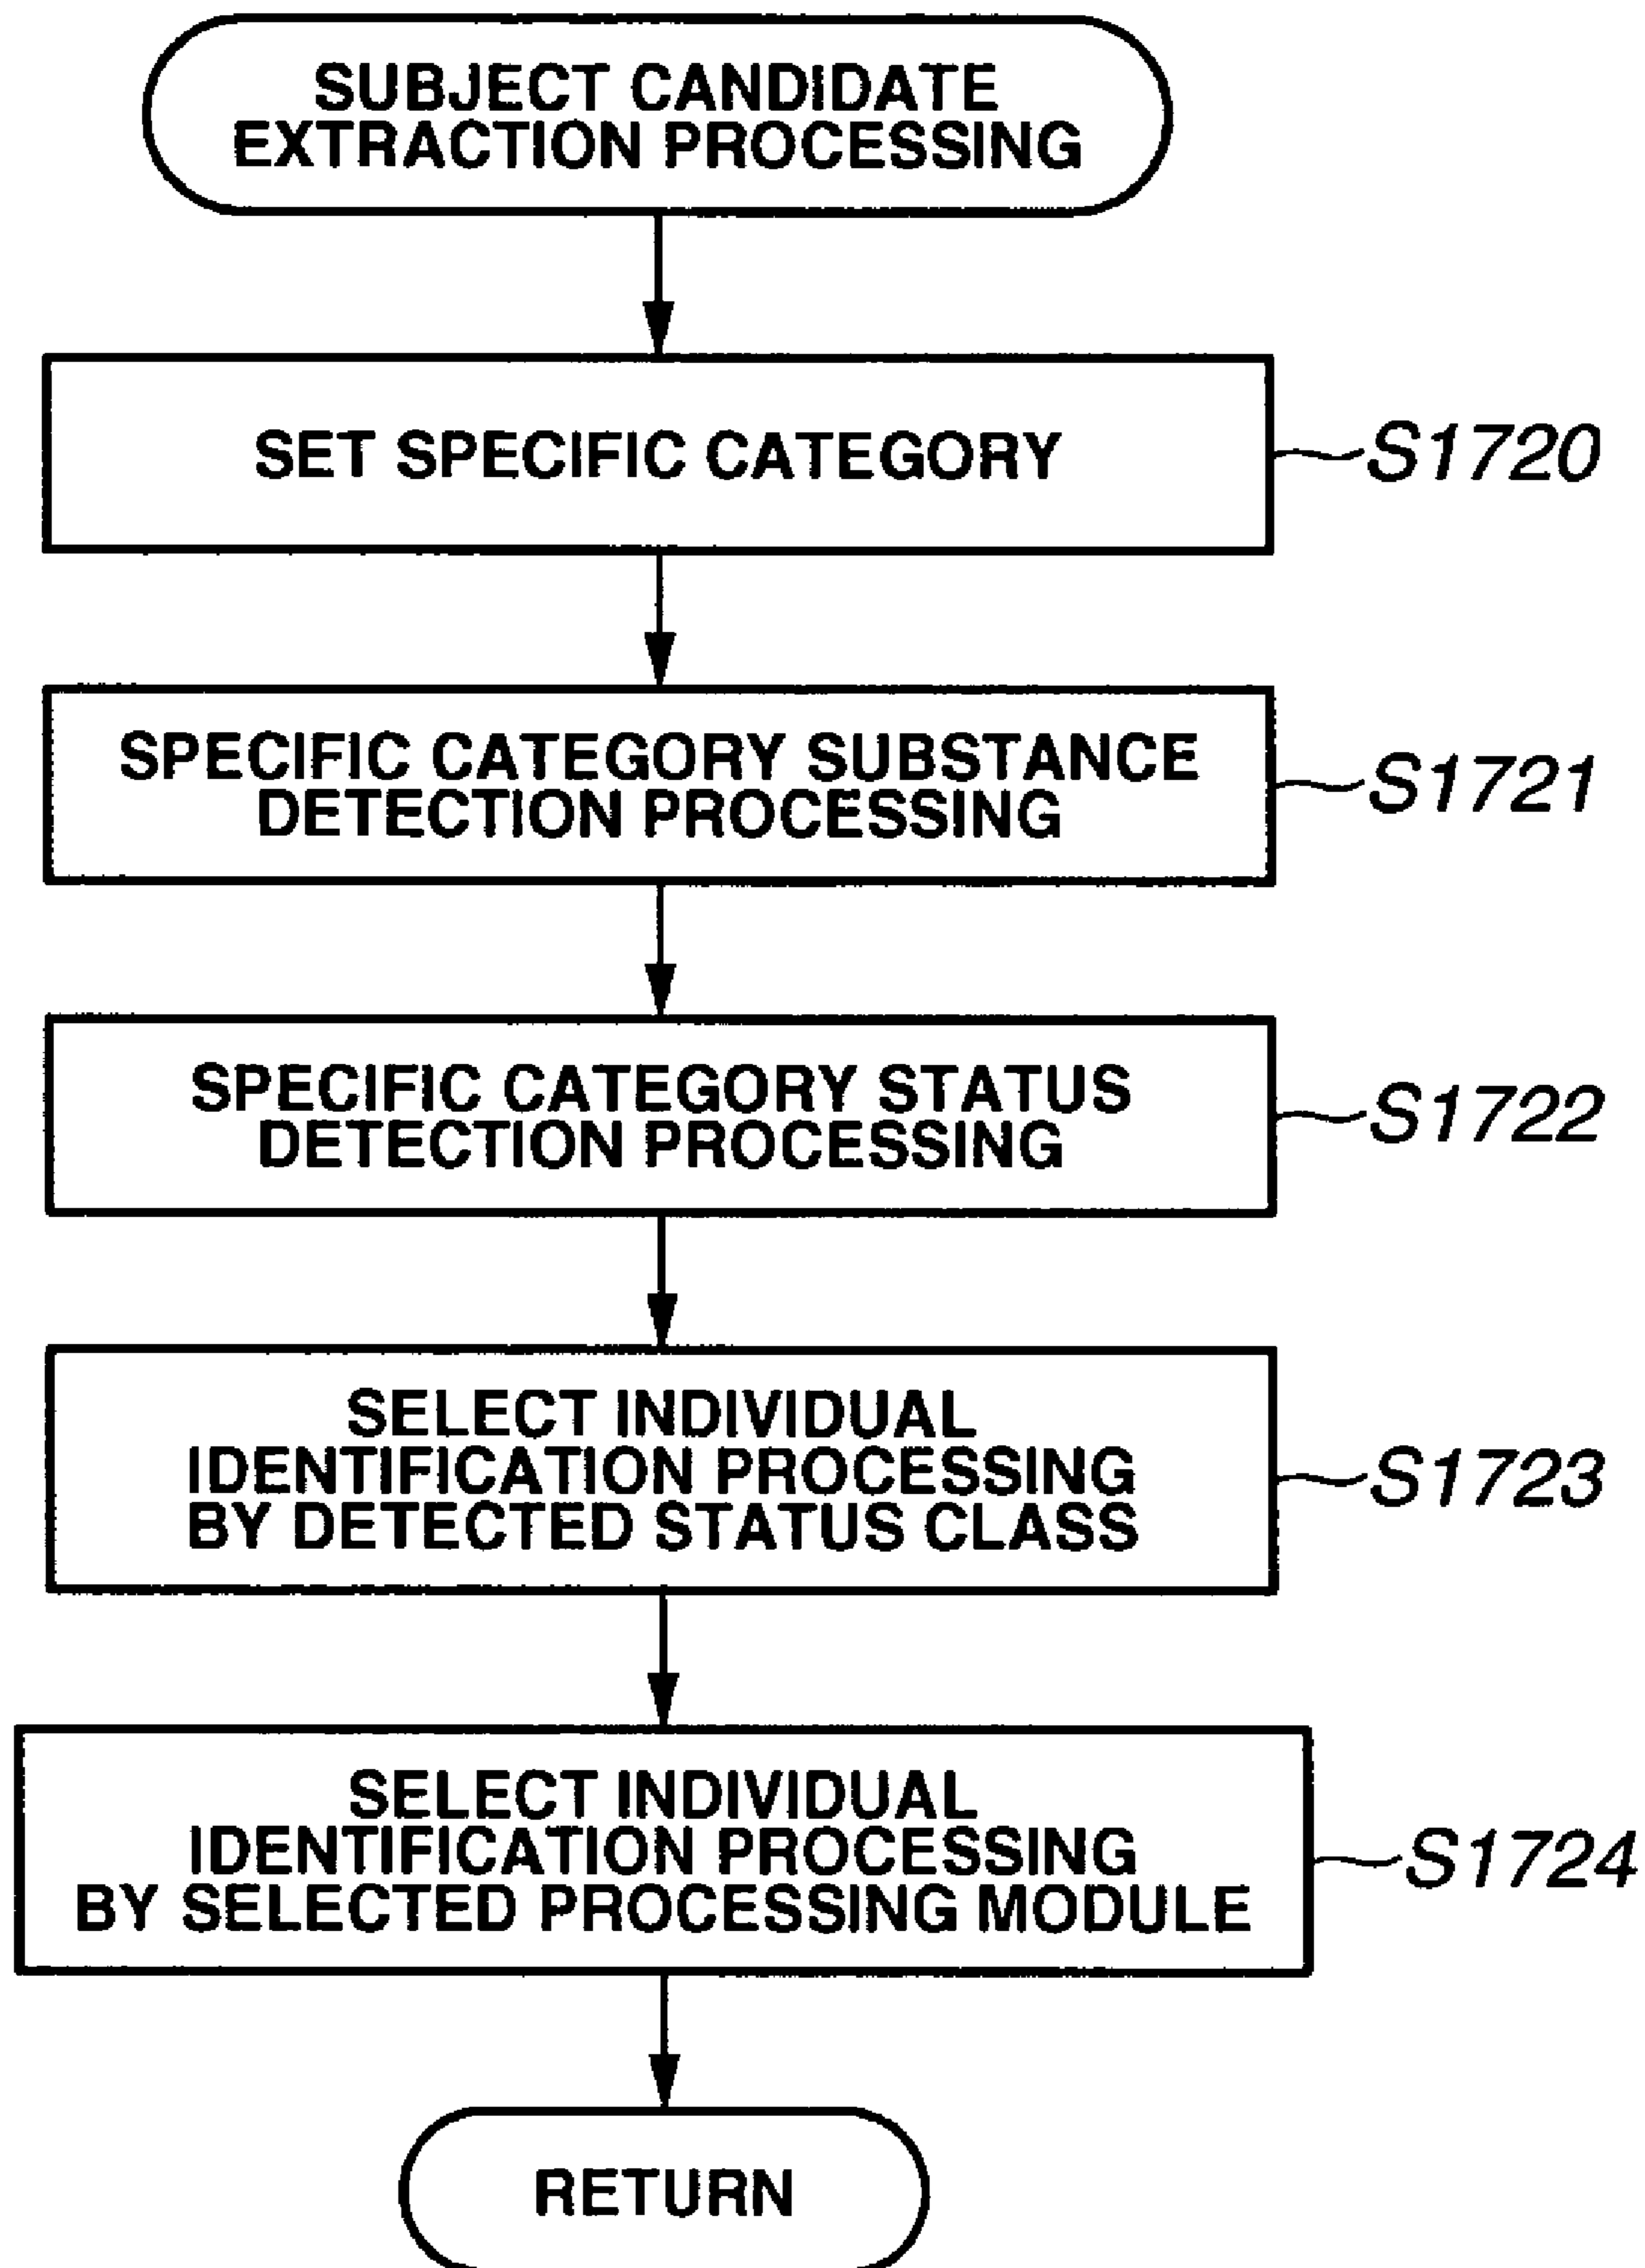 SUBJECT CANDIDATE
EXTRACTION PROCESSING
SET SPECIFIC CATEGORY
S1720
SPECIFIC CATEGORY SUBSTANCE
DETECTION PROCESSING
S1721
SPECIFIC CATEGORY STATUS
DETECTION PROCESSING
S1722
SELECT INDIVIDUAL
IDENTIFICATION PROCESSING
BY DETECTED STATUS CLASS
S1723
SELECT INDIVIDUAL
IDENTIFICATION PROCESSING
BY SELECTED PROCESSING MODULE
S1724
RETURN